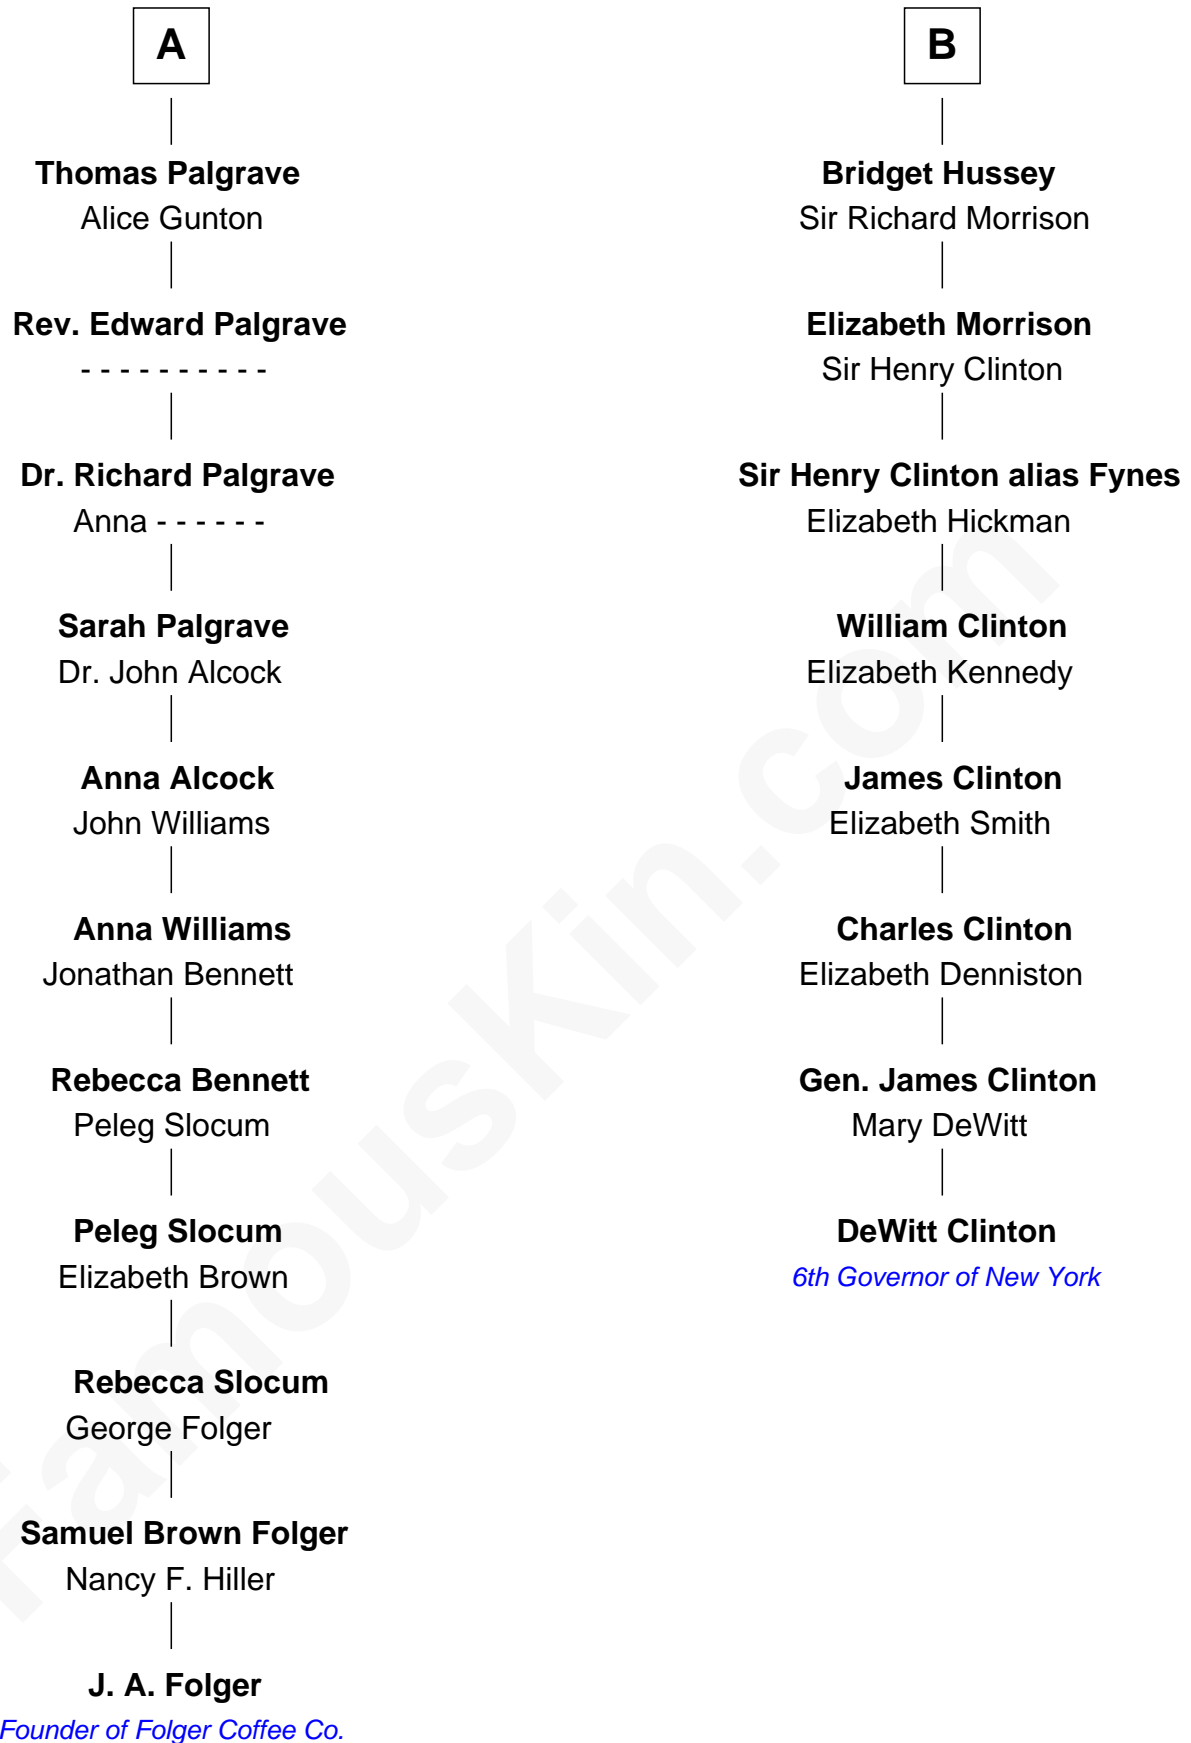 A
Thomas Palgrave
Alice Gunton
Rev. Edward Palgrave
- - - - - - - - - -
Dr. Richard Palgrave
Anna - - - - - -
Sarah Palgrave
Dr. John Alcock
Anna Alcock
John Williams
Anna Williams
Jonathan Bennett
Rebecca Bennett
Peleg Slocum
Peleg Slocum
Elizabeth Brown
Rebecca Slocum
George Folger
Samuel Brown Folger
Nancy F. Hiller
J. A. Folger
Founder of Folger Coffee Co.
B
Bridget Hussey
Sir Richard Morrison
Elizabeth Morrison
Sir Henry Clinton
Sir Henry Clinton alias Fynes
Elizabeth Hickman
William Clinton
Elizabeth Kennedy
James Clinton
Elizabeth Smith
Charles Clinton
Elizabeth Denniston
Gen. James Clinton
Mary DeWitt
DeWitt Clinton
6th Governor of New York
FamousKin.com